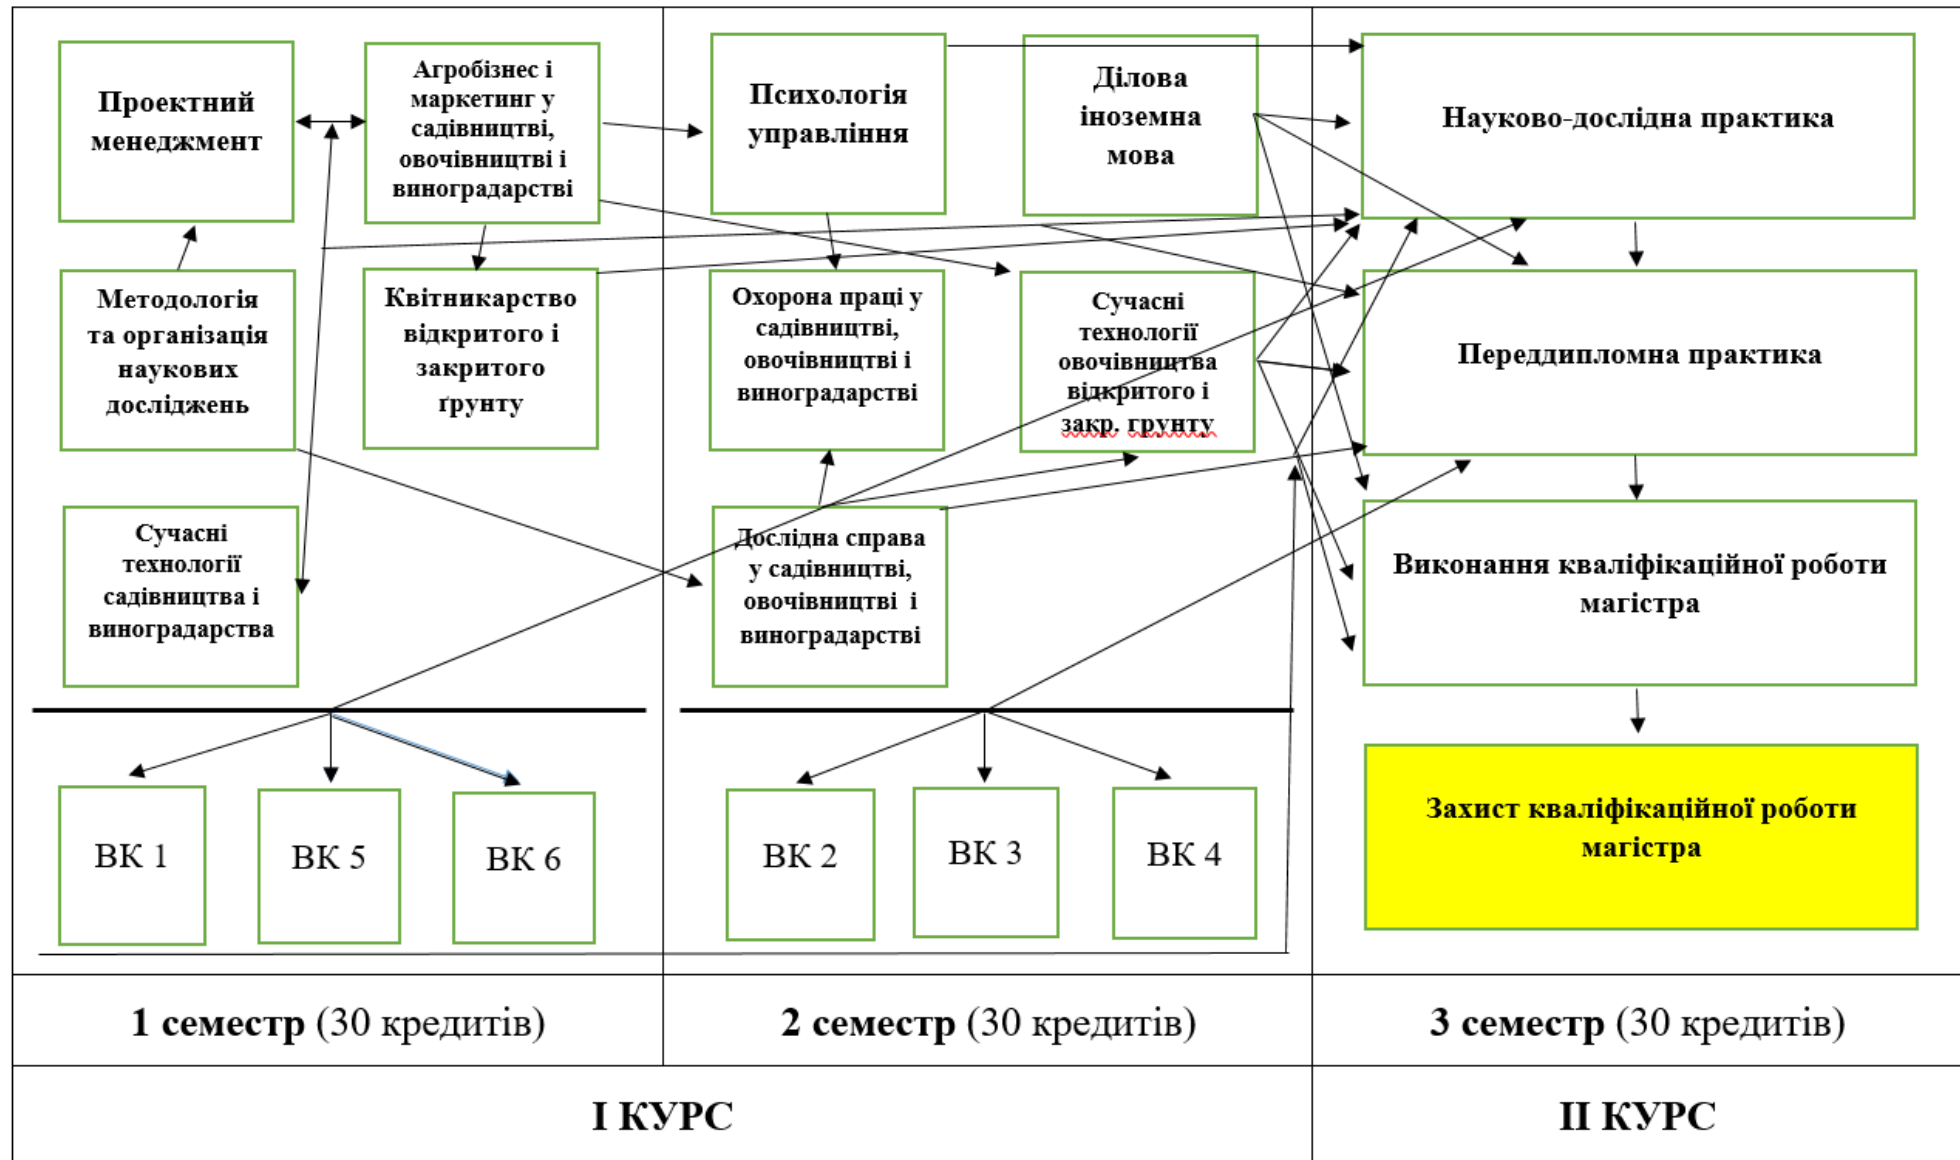 Проектний
менеджмент
Агробізнес і
маркетинг у
садівництві,
овочівництві і
виноградарстві
Психологія
управління
Ділова
іноземна
мова
Науково-дослідна практика
Методологія
та організація
наукових
досліджень
Квітникарство
відкритого і
закритого
ґрунту
Охорона праці у
садівництві,
овочівництві і
виноградарстві
Сучасні
технології
овочівництва
відкритого і
закр. грунту
Переддипломна практика
Сучасні
технології
садівництва і
виноградарства
Дослідна справа
у садівництві,
овочівництві і
виноградарстві
Виконання кваліфікаційної роботи
магістра
ВК 1
ВК 5
ВК 6
ВК 2
ВК 3
ВК 4
Захист кваліфікаційної роботи
магістра
1 семестр (30 кредитів)
2 семестр (30 кредитів)
3 семестр (30 кредитів)
І КУРС
ІІ КУРС